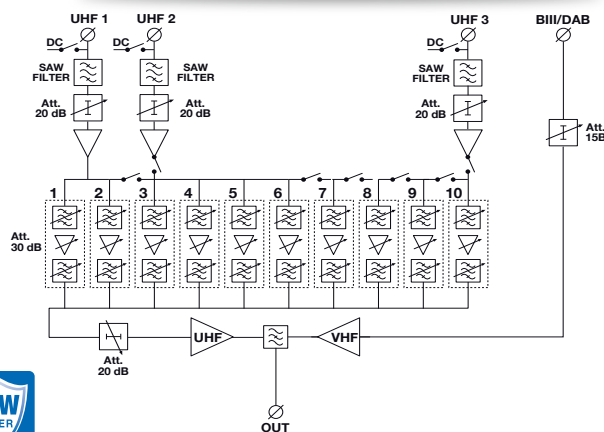 UHF 1
UHF 2
UHF 3
BIII/DAB
DC
DC
DC
SAW
FILTER
SAW
FILTER
SAW
FILTER
Att.
20 dB
Att.
20 dB
Att.
20 dB
Att.
1 2 3 4 5 6 7 8 9 10
Att.
30 dB
UHF
VHF
Att.
20 dB
OUT